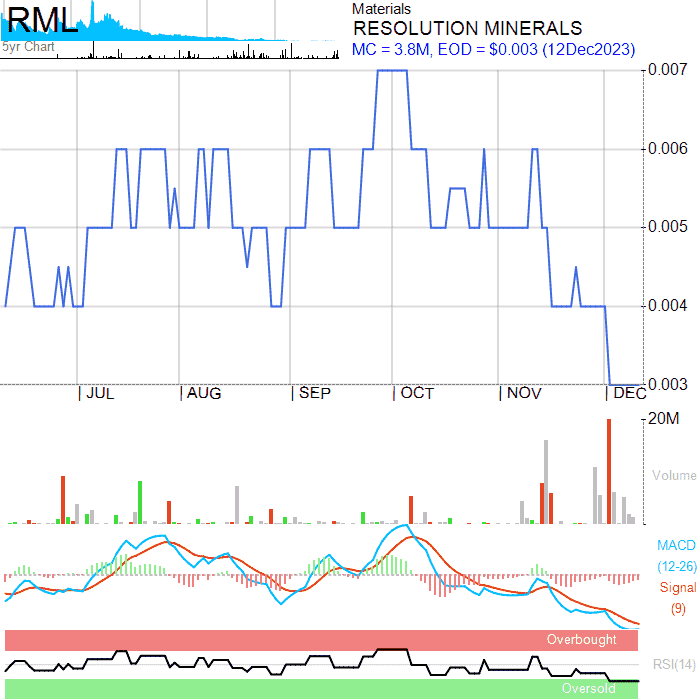 RML
5yr Chart
Materials
RESOLUTION MINERALS
MC = 3.8M, EOD = $0.003 (12Dec2023)
0.007
0.006
0.005
0.004
0.003
JUL AUG SEP OCT NOV DEC
20M
Volume
MACD
(12-26)
Signal
(9)
Overbought
RSI(14)
Oversold